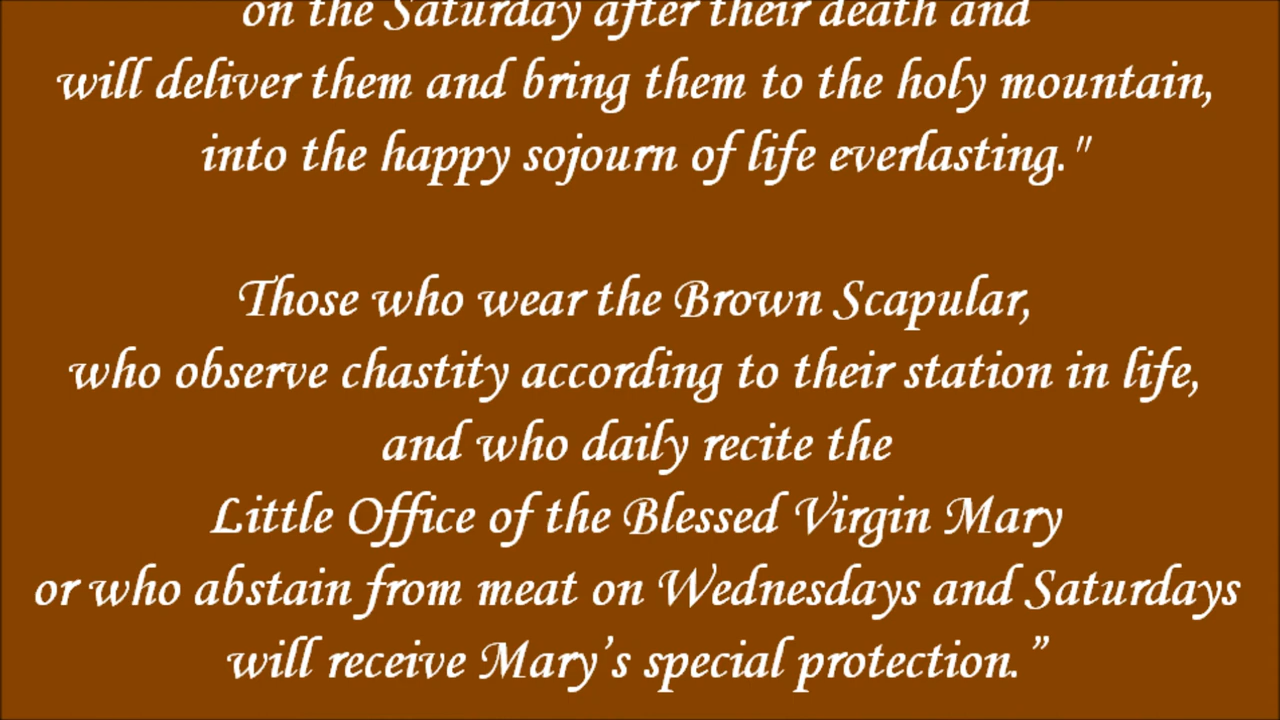 on the Saturday after their death and
will deliver them and bring them to the holy mountain,
into the happy sojourn of life everlasting."
Those who wear the Brown Scapular,
who observe chastity according to their station in life,
and who daily recite the
Little Office of the Blessed Virgin Mary
or who abstain from meat on Wednesdays and Saturdays
will receive Mary’s special protection.”